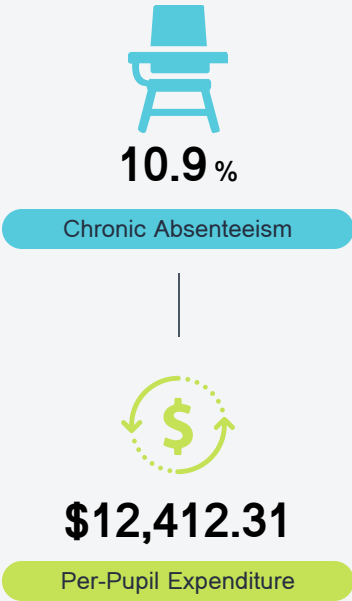 10.9 %
Chronic Absenteeism
$
$12,412.31
Per-Pupil Expenditure